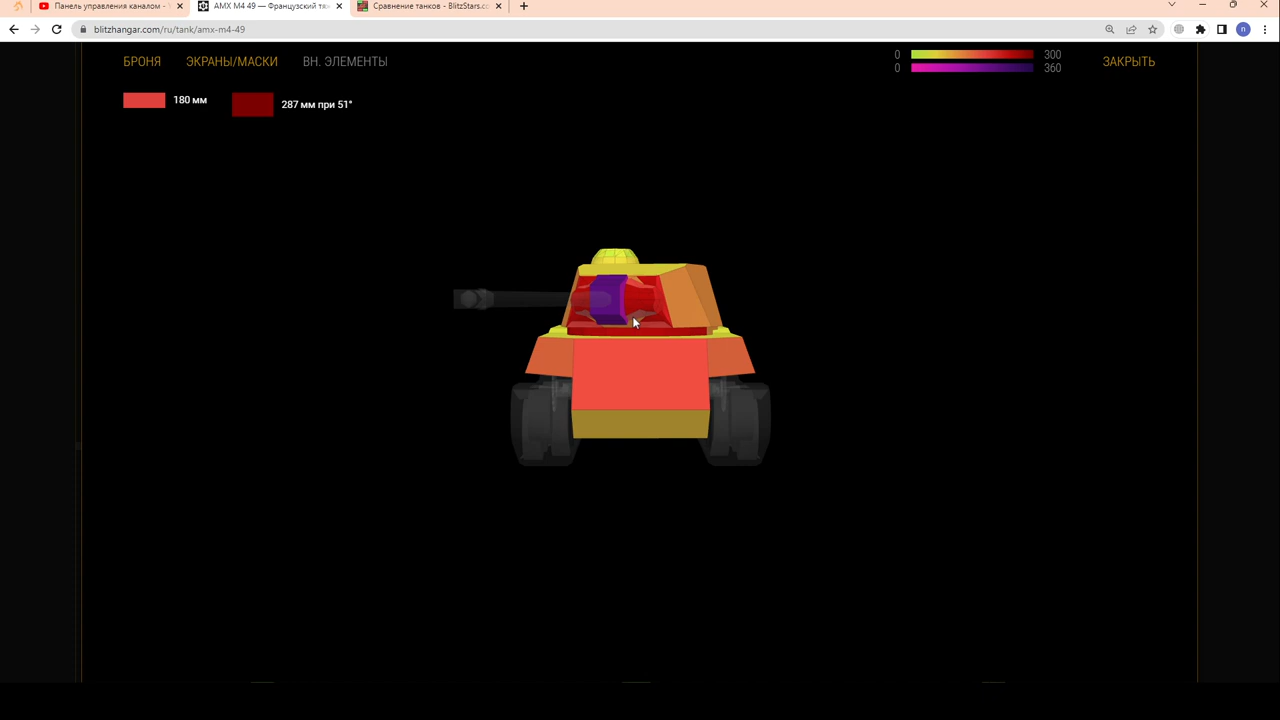 Панель управления каналом -
AMX M4 49 — Французский тя
Сравнение танков - BlitzStars.c
blitzhangar.com/ru/tank/amx-m4-49
п
БРОНЯ
ЭКРАНЫ/МАСКИ
ВН. ЭЛЕМЕНТЫ
0 300
0 360
ЗАКРЫТЬ
180 мм
287 мм при 51°